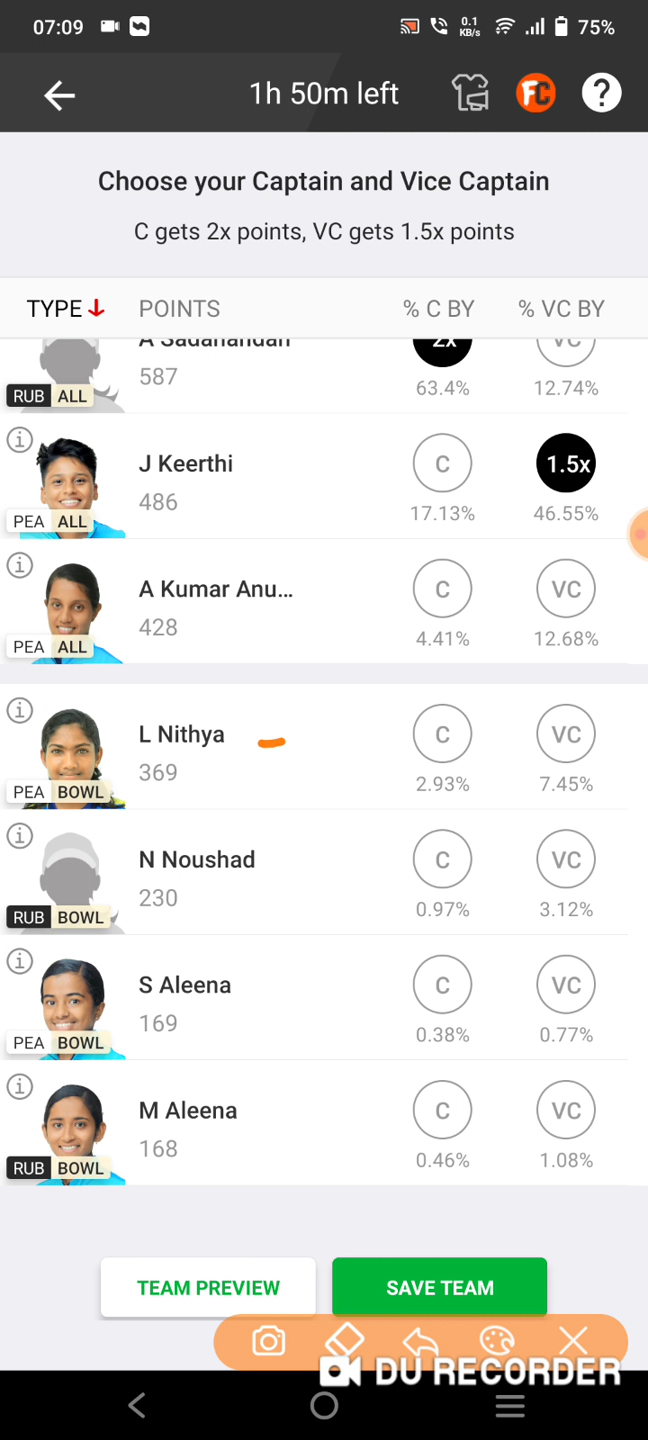 07:09
0.1
KB/s
75%
1h 50m left
FC
?
Choose your Captain and Vice Captain
C gets 2x points, VC gets 1.5x points
TYPE POINTS % C BY % VC BY
A Sadanandan 2x VC
587 63.4% 12.74%
RUB ALL
J Keerthi C 1.5x
486 17.13% 46.55%
PEA ALL
A Kumar Anu... C VC
428 4.41% 12.68%
PEA ALL
L Nithya C VC
369 2.93% 7.45%
PEA BOWL
N Noushad C VC
230 0.97% 3.12%
RUB BOWL
S Aleena C VC
169 0.38% 0.77%
PEA BOWL
M Aleena C VC
168 0.46% 1.08%
RUB BOWL
TEAM PREVIEW SAVE TEAM
DU RECORDER